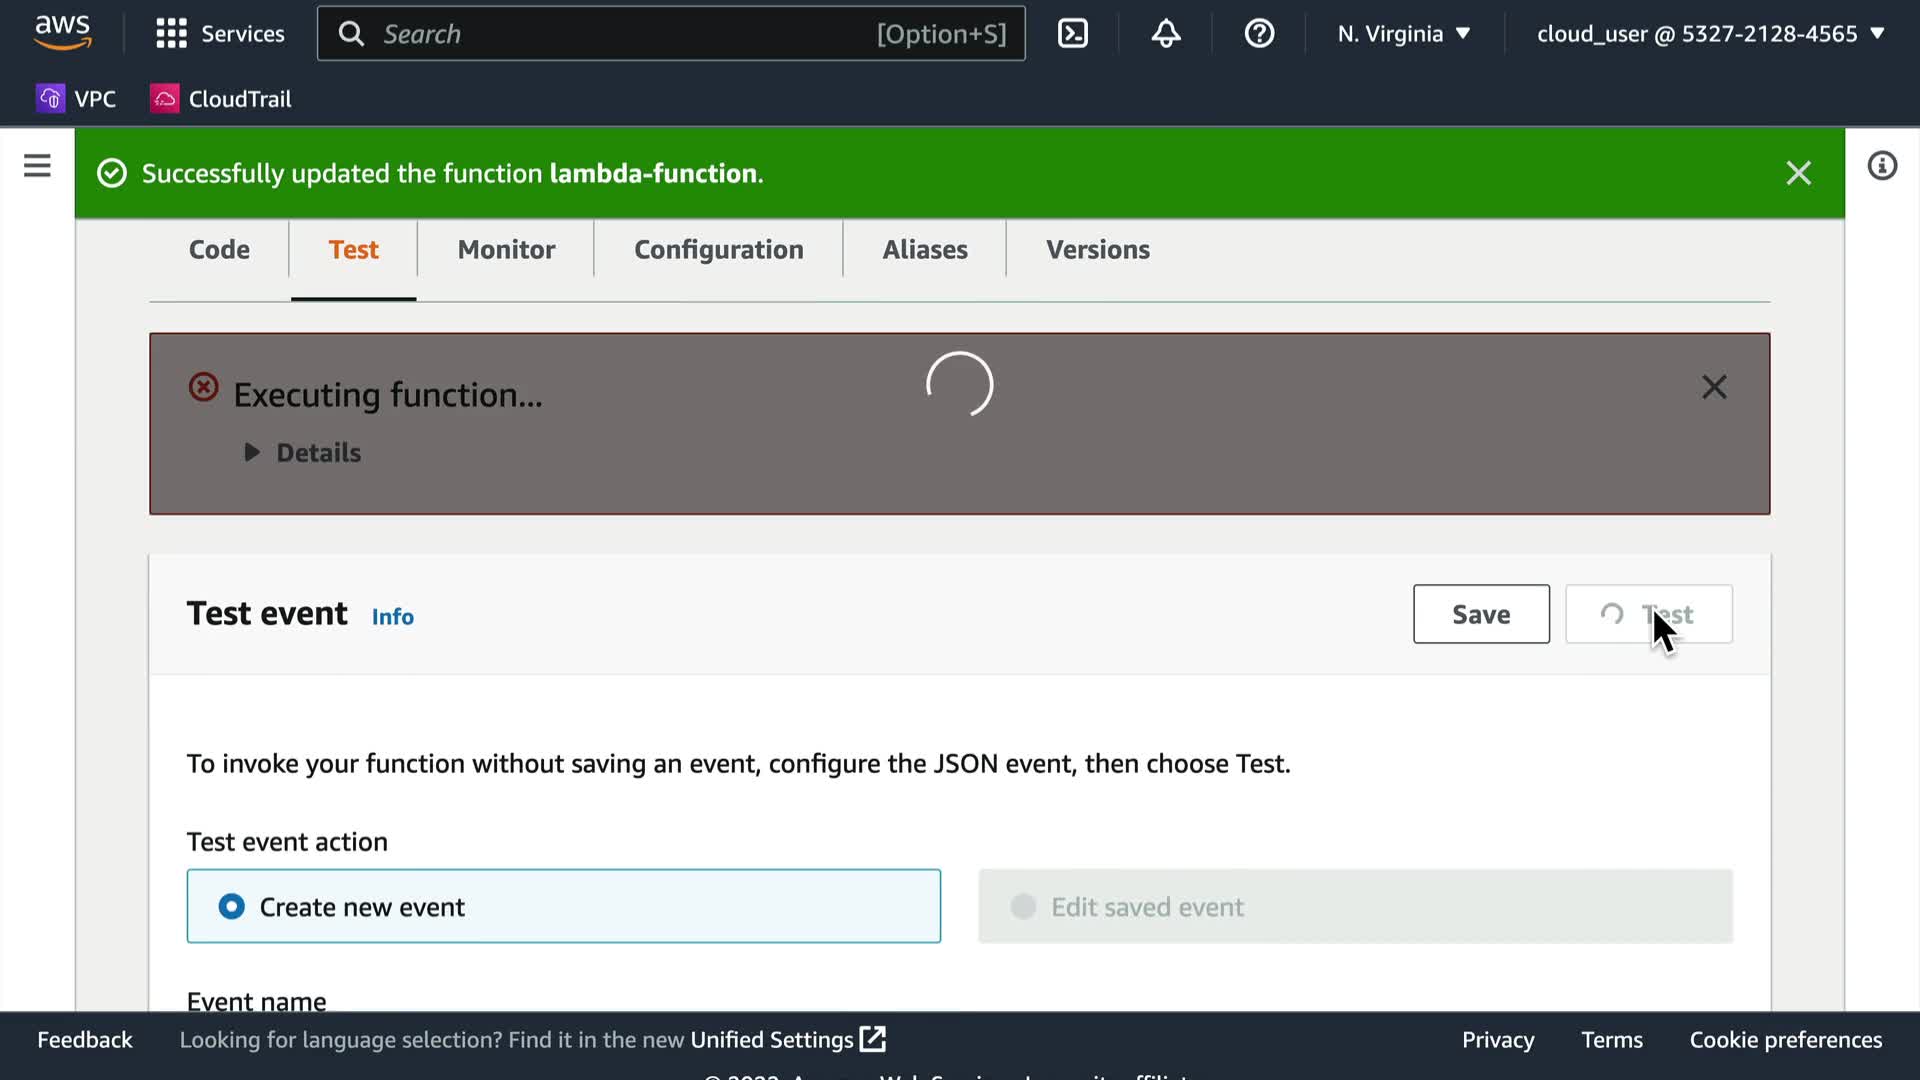 aws
Services
Search
[Option+S]
N. Virginia
cloud_user @ 5327-2128-4565
VPC
CloudTrail
Successfully updated the function lambda-function.
Code
Test
Monitor
Configuration
Aliases
Versions
Executing function...
Details
Test event
Info
Save
Test
To invoke your function without saving an event, configure the JSON event, then choose Test.
Test event action
Create new event
Edit saved event
Event name
Feedback
Looking for language selection? Find it in the new Unified Settings
Privacy
Terms
Cookie preferences